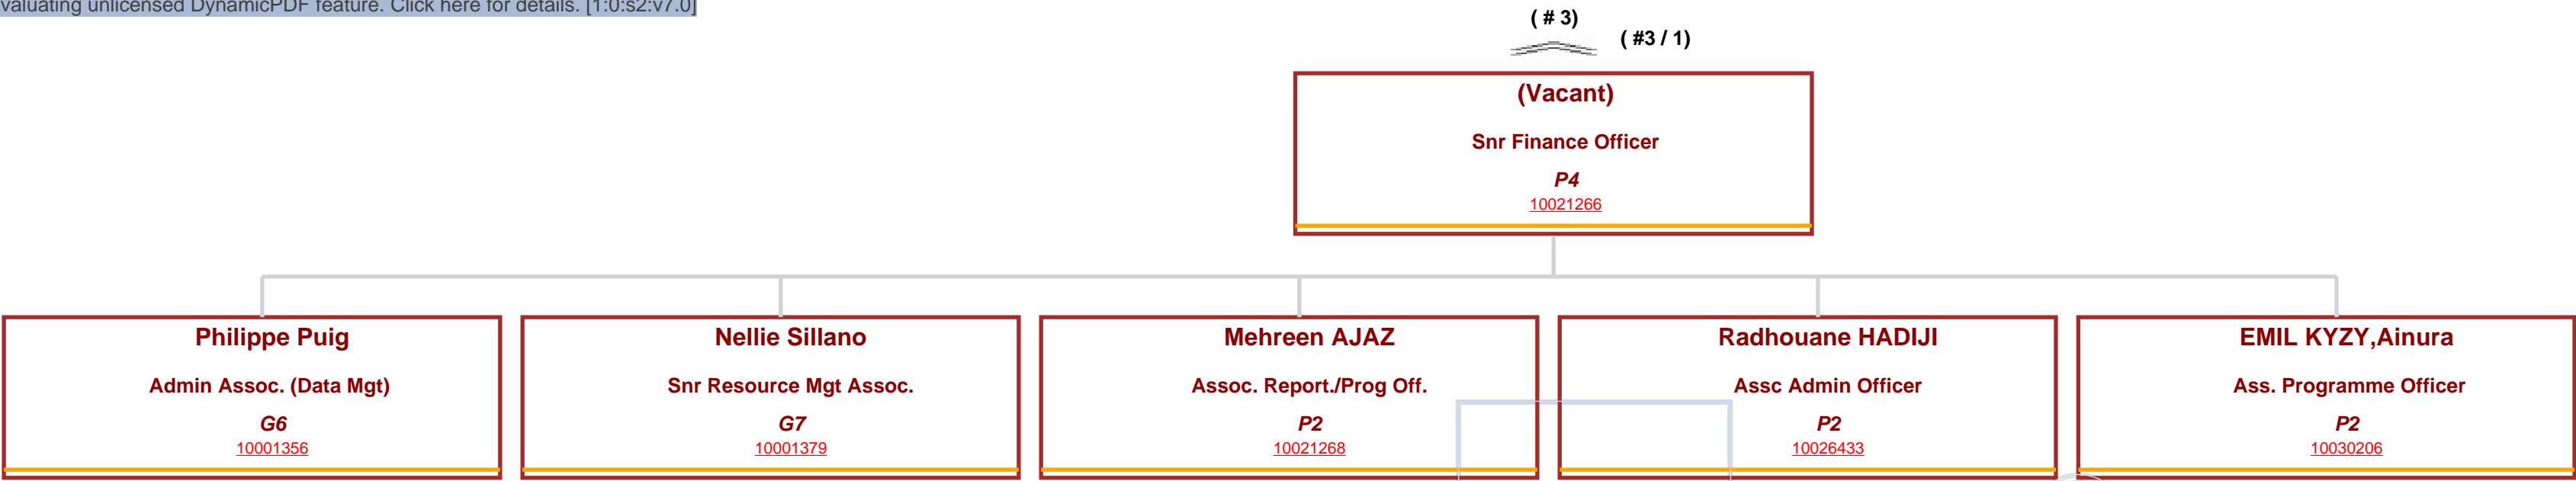 valuating unlicensed DynamicPDF feature. Click here for details. [1:0:s2:v7.0]
( # 3)
( #3 / 1)
(Vacant)
Snr Finance Officer
P4
10021266
Philippe Puig
Admin Assoc. (Data Mgt)
G6
10001356
Nellie Sillano
Snr Resource Mgt Assoc.
G7
10001379
Mehreen AJAZ
Assoc. Report./Prog Off.
P2
10021268
Radhouane HADIJI
Assc Admin Officer
P2
10026433
EMIL KYZY,Ainura
Ass. Programme Officer
P2
10030206